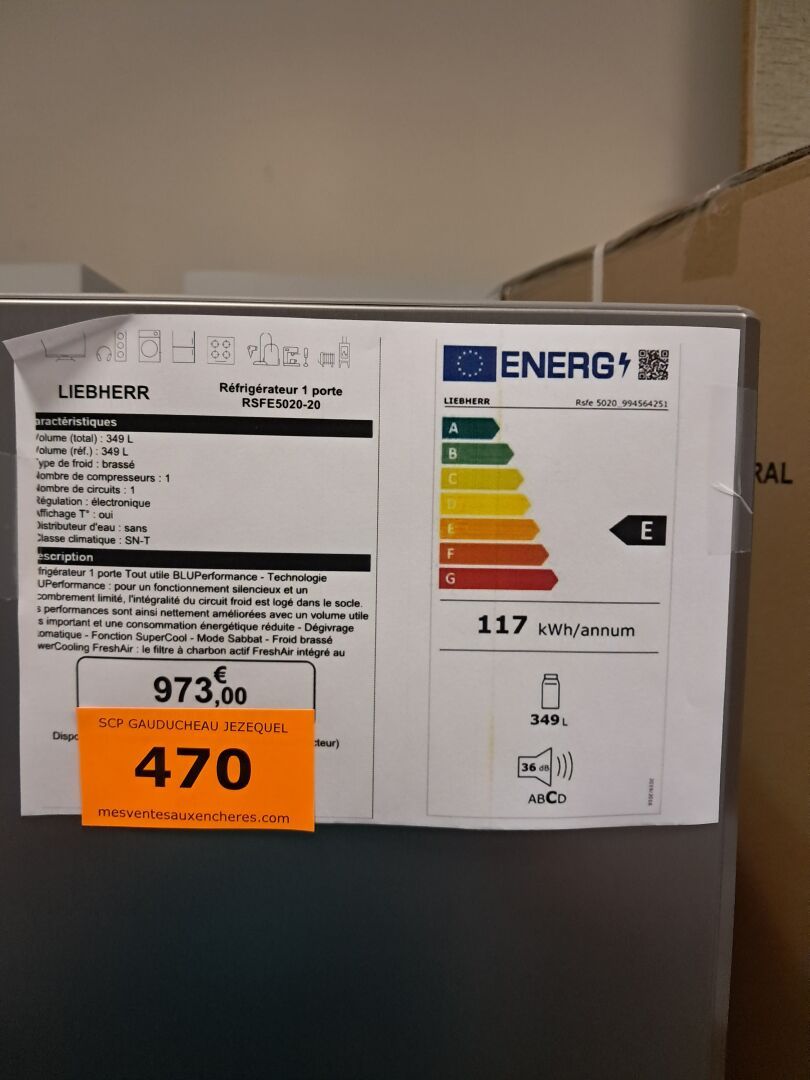 LIEBHERR
Réfrigérateur 1 porte
RSFE5020-20
aractéristiques
olume (total) : 349 L
olume (réf.) : 349 L
ype de froid : brassé
ombre de compresseurs : 1
ombre de circuits : 1
égulation : électronique
ffichage T° : oui
istributeur d'eau : sans
lasse climatique : SN-T
escription
frigérateur 1 porte Tout utile BLUPerformance - Technologie
UPerformance : pour un fonctionnement silencieux et un
combrement limité, l'intégralité du circuit froid est logé dans le socle.
s performances sont ainsi nettement améliorées avec un volume utile
s important et une consommation énergétique réduite - Dégivrage
omatique - Fonction SuperCool - Mode Sabbat - Froid brassé
werCooling FreshAir : le filtre à charbon actif FreshAir intégré au
973,00 €
Dispo
cteur)
SCP GAUDUCHEAU JEZEQUEL
470
mesventesauxencheres.com
ENERG
LIEBHERR
Rsfe 5020_994564251
A
B
C
D
E
F
G
E
117 kWh/annum
349 L
36 dB
ABCD
RAL